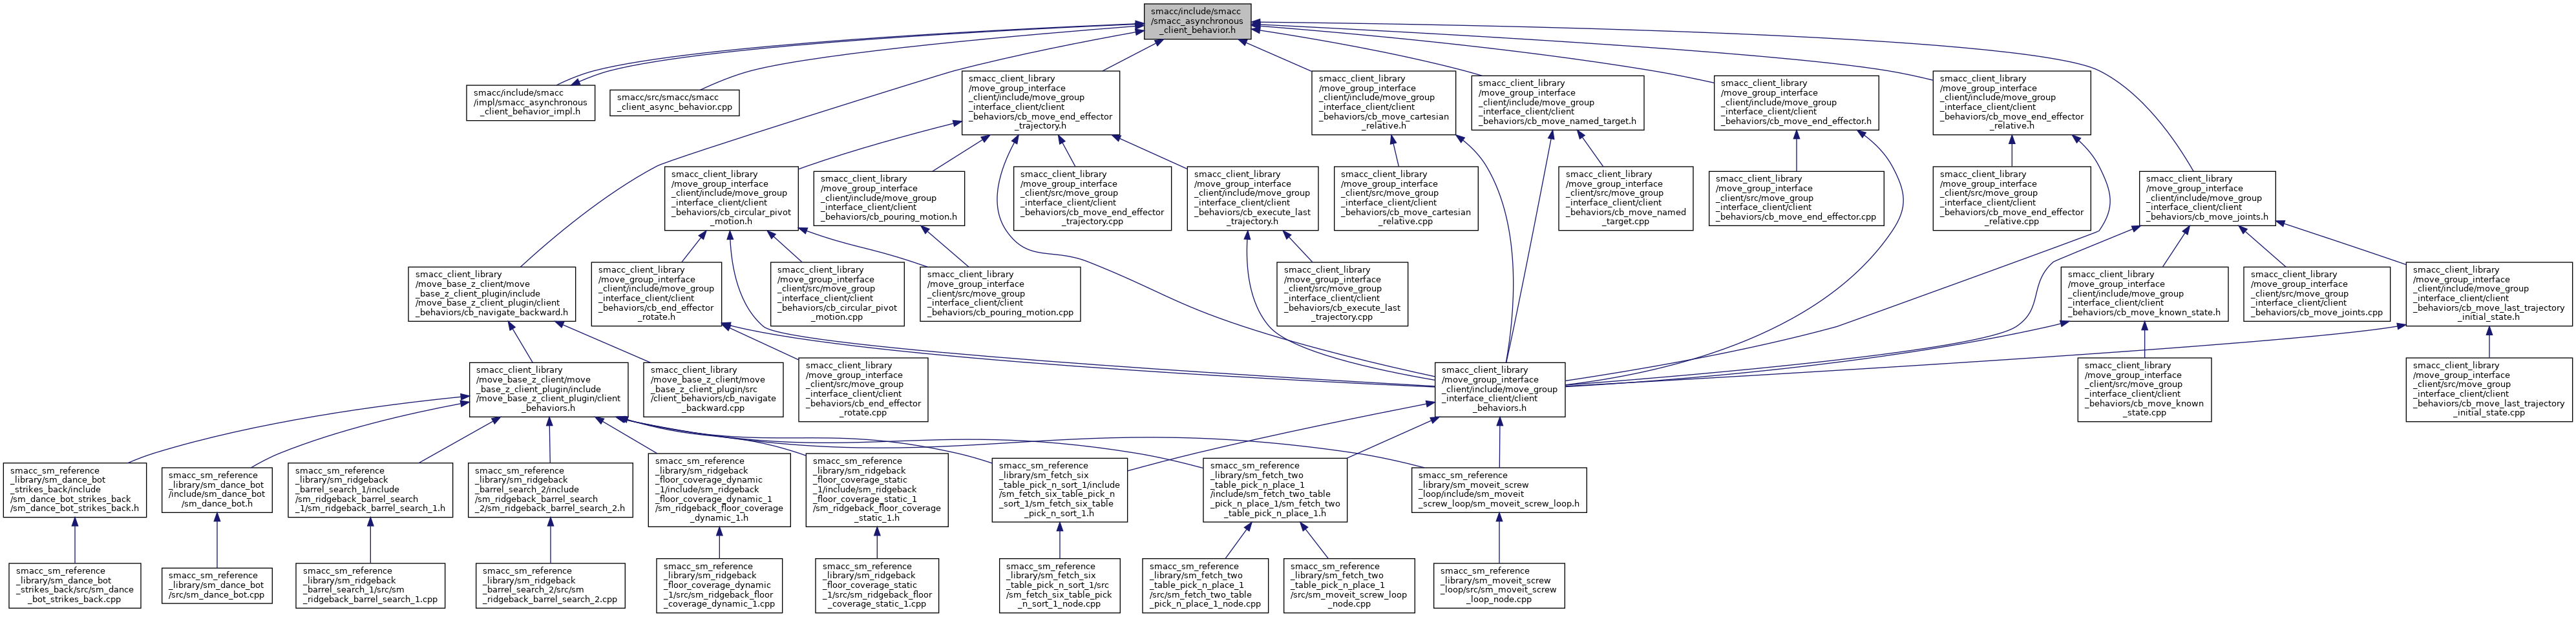 smacc/include/smacc
/smacc_asynchronous
_client_behavior.h
smacc/include/smacc
/impl/smacc_asynchronous
_client_behavior_impl.h
smacc/src/smacc/smacc
_client_async_behavior.cpp
smacc_client_library
/move_group_interface
_client/include/move_group
_interface_client/client
_behaviors/cb_move_end_effector
_trajectory.h
smacc_client_library
/move_group_interface
_client/include/move_group
_interface_client/client
_behaviors/cb_move_cartesian
_relative.h
smacc_client_library
/move_group_interface
_client/include/move_group
_interface_client/client
_behaviors/cb_move_named_target.h
smacc_client_library
/move_group_interface
_client/include/move_group
_interface_client/client
_behaviors/cb_move_end_effector.h
smacc_client_library
/move_group_interface
_client/include/move_group
_interface_client/client
_behaviors/cb_move_end_effector
_relative.h
smacc_client_library
/move_group_interface
_client/include/move_group
_interface_client/client
_behaviors/cb_circular_pivot
_motion.h
smacc_client_library
/move_group_interface
_client/include/move_group
_interface_client/client
_behaviors/cb_pouring_motion.h
smacc_client_library
/move_group_interface
_client/src/move_group
_interface_client/client
_behaviors/cb_move_end_effector
_trajectory.cpp
smacc_client_library
/move_group_interface
_client/include/move_group
_interface_client/client
_behaviors/cb_execute_last
_trajectory.h
smacc_client_library
/move_group_interface
_client/src/move_group
_interface_client/client
_behaviors/cb_move_cartesian
_relative.cpp
smacc_client_library
/move_group_interface
_client/src/move_group
_interface_client/client
_behaviors/cb_move_named
_target.cpp
smacc_client_library
/move_group_interface
_client/src/move_group
_interface_client/client
_behaviors/cb_move_end_effector.cpp
smacc_client_library
/move_group_interface
_client/src/move_group
_interface_client/client
_behaviors/cb_move_end_effector
_relative.cpp
smacc_client_library
/move_group_interface
_client/include/move_group
_interface_client/client
_behaviors/cb_move_joints.h
smacc_client_library
/move_base_z_client/move
_base_z_client_plugin/include
/move_base_z_client_plugin/client
_behaviors/cb_navigate_backward.h
smacc_client_library
/move_group_interface
_client/include/move_group
_interface_client/client
_behaviors/cb_end_effector
_rotate.h
smacc_client_library
/move_group_interface
_client/src/move_group
_interface_client/client
_behaviors/cb_circular_pivot
_motion.cpp
smacc_client_library
/move_group_interface
_client/src/move_group
_interface_client/client
_behaviors/cb_pouring_motion.cpp
smacc_client_library
/move_group_interface
_client/src/move_group
_interface_client/client
_behaviors/cb_execute_last
_trajectory.cpp
smacc_client_library
/move_group_interface
_client/include/move_group
_interface_client/client
_behaviors/cb_move_known_state.h
smacc_client_library
/move_group_interface
_client/src/move_group
_interface_client/client
_behaviors/cb_move_joints.cpp
smacc_client_library
/move_group_interface
_client/include/move_group
_interface_client/client
_behaviors/cb_move_last_trajectory
_initial_state.h
smacc_client_library
/move_base_z_client/move
_base_z_client_plugin/include
/move_base_z_client_plugin/client
_behaviors.h
smacc_client_library
/move_base_z_client/move
_base_z_client_plugin/src
/client_behaviors/cb_navigate
_backward.cpp
smacc_client_library
/move_group_interface
_client/src/move_group
_interface_client/client
_behaviors/cb_end_effector
_rotate.cpp
smacc_client_library
/move_group_interface
_client/include/move_group
_interface_client/client
_behaviors.h
smacc_client_library
/move_group_interface
_client/src/move_group
_interface_client/client
_behaviors/cb_move_known
_state.cpp
smacc_client_library
/move_group_interface
_client/src/move_group
_interface_client/client
_behaviors/cb_move_last_trajectory
_initial_state.cpp
smacc_sm_reference
_library/sm_dance_bot
_strikes_back/include
/sm_dance_bot_strikes_back
/sm_dance_bot_strikes_back.h
smacc_sm_reference
_library/sm_dance_bot
/include/sm_dance_bot
/sm_dance_bot.h
smacc_sm_reference
_library/sm_ridgeback
_barrel_search_1/include
/sm_ridgeback_barrel_search
_1/sm_ridgeback_barrel_search_1.h
smacc_sm_reference
_library/sm_ridgeback
_barrel_search_2/include
/sm_ridgeback_barrel_search
_2/sm_ridgeback_barrel_search_2.h
smacc_sm_reference
_library/sm_ridgeback
_floor_coverage_dynamic
_1/include/sm_ridgeback
_floor_coverage_dynamic_1
/sm_ridgeback_floor_coverage
_dynamic_1.h
smacc_sm_reference
_library/sm_ridgeback
_floor_coverage_static
_1/include/sm_ridgeback
_floor_coverage_static_1
/sm_ridgeback_floor_coverage
_static_1.h
smacc_sm_reference
_library/sm_fetch_six
_table_pick_n_sort_1/include
/sm_fetch_six_table_pick_n
_sort_1/sm_fetch_six_table
_pick_n_sort_1.h
smacc_sm_reference
_library/sm_fetch_two
_table_pick_n_place_1
/include/sm_fetch_two_table
_pick_n_place_1/sm_fetch_two
_table_pick_n_place_1.h
smacc_sm_reference
_library/sm_moveit_screw
_loop/include/sm_moveit
_screw_loop/sm_moveit_screw_loop.h
smacc_sm_reference
_library/sm_dance_bot
_strikes_back/src/sm_dance
_bot_strikes_back.cpp
smacc_sm_reference
_library/sm_dance_bot
/src/sm_dance_bot.cpp
smacc_sm_reference
_library/sm_ridgeback
_barrel_search_1/src/sm
_ridgeback_barrel_search_1.cpp
smacc_sm_reference
_library/sm_ridgeback
_barrel_search_2/src/sm
_ridgeback_barrel_search_2.cpp
smacc_sm_reference
_library/sm_ridgeback
_floor_coverage_dynamic
_1/src/sm_ridgeback_floor
_coverage_dynamic_1.cpp
smacc_sm_reference
_library/sm_ridgeback
_floor_coverage_static
_1/src/sm_ridgeback_floor
_coverage_static_1.cpp
smacc_sm_reference
_library/sm_fetch_six
_table_pick_n_sort_1/src
/sm_fetch_six_table_pick
_n_sort_1_node.cpp
smacc_sm_reference
_library/sm_fetch_two
_table_pick_n_place_1
/src/sm_fetch_two_table
_pick_n_place_1_node.cpp
smacc_sm_reference
_library/sm_fetch_two
_table_pick_n_place_1
/src/sm_moveit_screw_loop
_node.cpp
smacc_sm_reference
_library/sm_moveit_screw
_loop/src/sm_moveit_screw
_loop_node.cpp